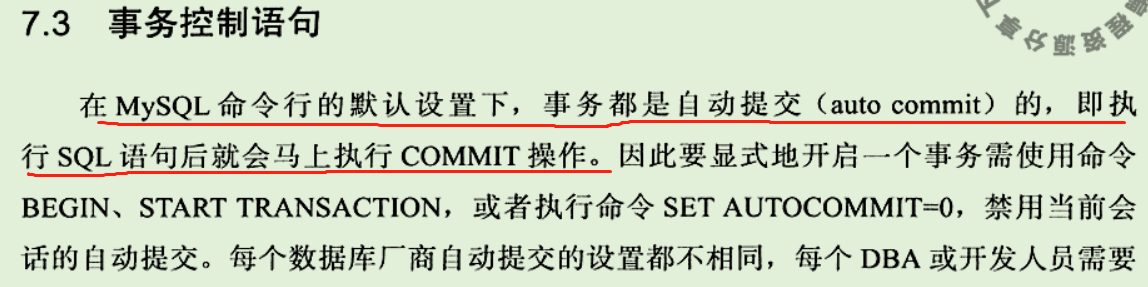 7.3 事务控制语句
享分源资程
在 MySQL 命令行的默认设置下，事务都是自动提交（auto commit）的，即执
行 SQL 语句后就会马上执行 COMMIT 操作。因此要显式地开启一个事务需使用命令
BEGIN、START TRANSACTION，或者执行命令 SET AUTOCOMMIT=0，禁用当前会
话的自动提交。每个数据库厂商自动提交的设置都不相同，每个 DBA 或开发人员需要